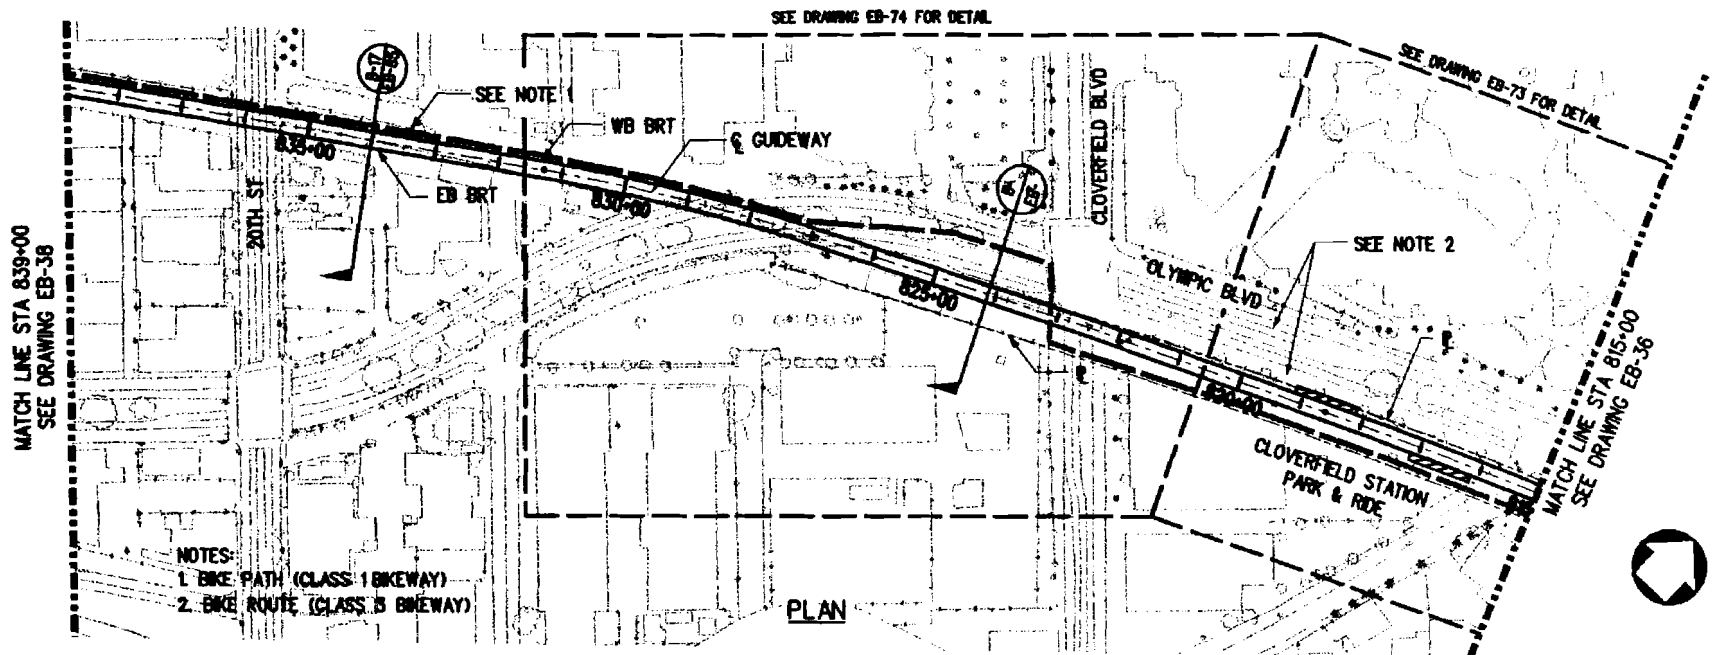 SEE DRAWING EB-74 FOR DETAIL
SEE DRAWING EB-73 FOR DETAIL
SEE NOTE 1
WB BRT
℄ GUIDEWAY
CLOVERFIELD BLVD
835+00
EB BRT
830+00
20TH ST
SEE NOTE 2
OLYMPIC BLVD
825+00
MATCH LINE STA 839+00
SEE DRAWING EB-38
820+00
CLOVERFIELD STATION
PARK & RIDE
MATCH LINE STA 815+00
SEE DRAWING EB-36
NOTES:
1. BIKE PATH (CLASS 1 BIKEWAY)
2. BIKE ROUTE (CLASS 3 BIKEWAY)
PLAN